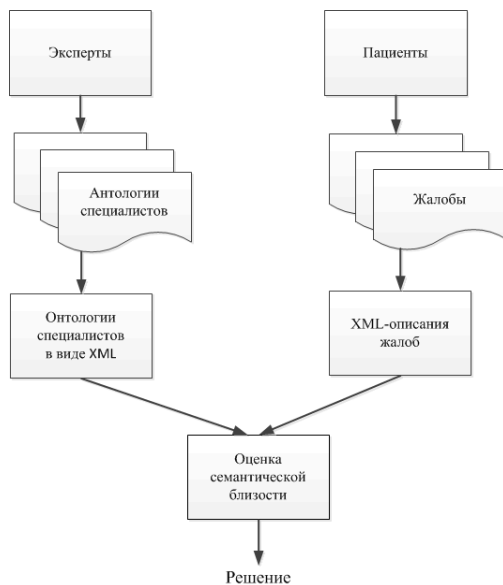 Эксперты
Пациенты
Антологии
специалистов
Жалобы
Онтологии
специалистов
в виде XML
XML-описания
жалоб
Оценка
семантической
близости
Решение